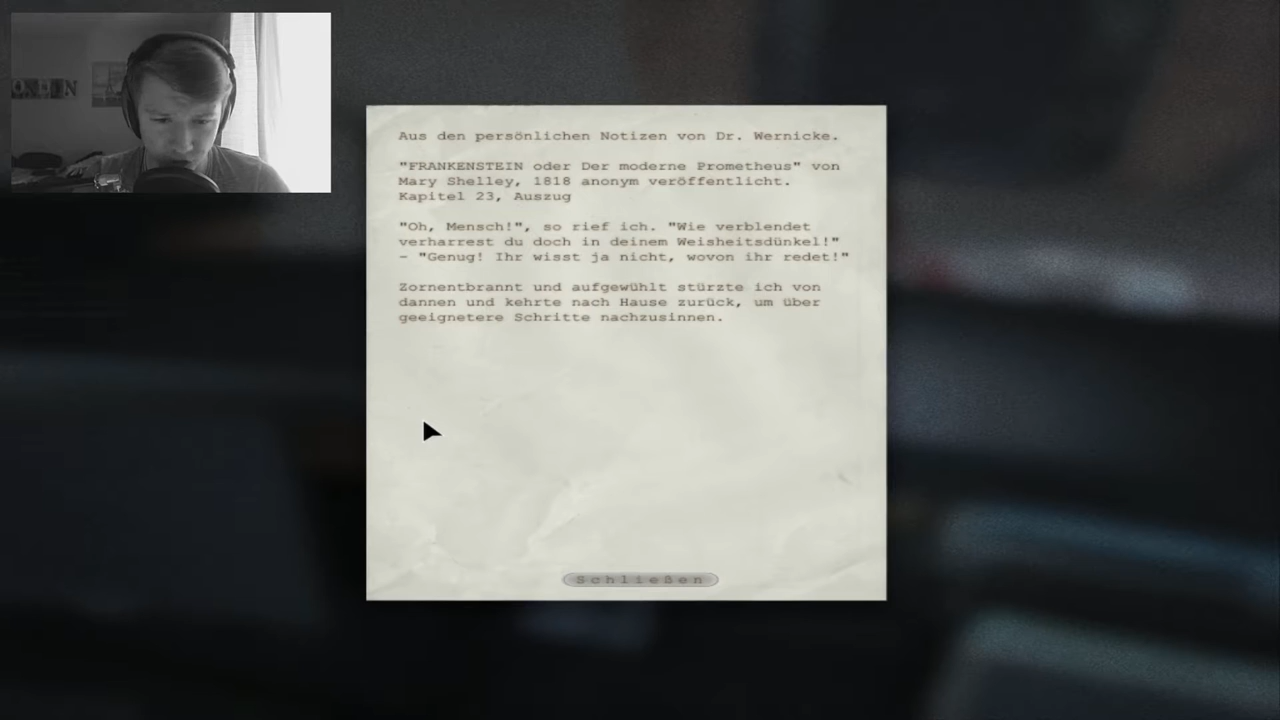 Aus den persönlichen Notizen von Dr. Wernicke.
"FRANKENSTEIN oder Der moderne Prometheus" von
Mary Shelley, 1818 anonym veröffentlicht.
Kapitel 23, Auszug
"Oh, Mensch!", so rief ich. "Wie verblendet
verharrest du doch in deinem Weisheitsdünkel!"
- "Genug! Ihr wisst ja nicht, wovon ihr redet!"
Zornentbrannt und aufgewühlt stürzte ich von
dannen und kehrte nach Hause zurück, um über
geeignetere Schritte nachzusinnen.
Schließen